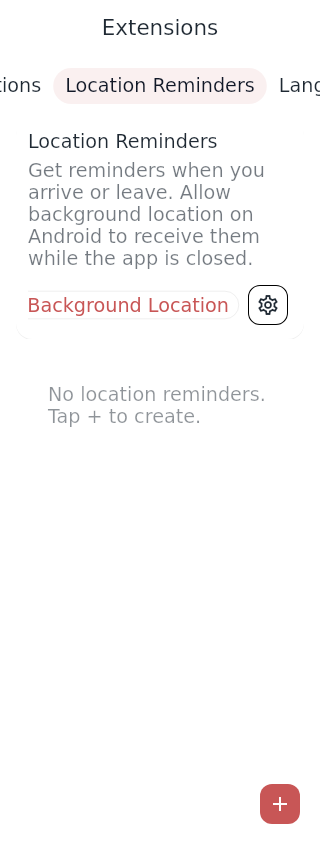 Extensions
tions
Location Reminders
Lang
Location Reminders
Get reminders when you
arrive or leave. Allow
background location on
Android to receive them
while the app is closed.
Background Location
No location reminders.
Tap + to create.